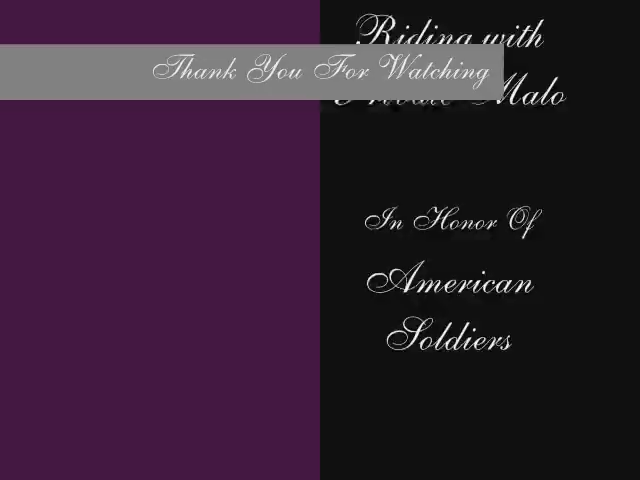 Riding with
Thank You For Watching
Malo
In Honor Of
American
Soldiers